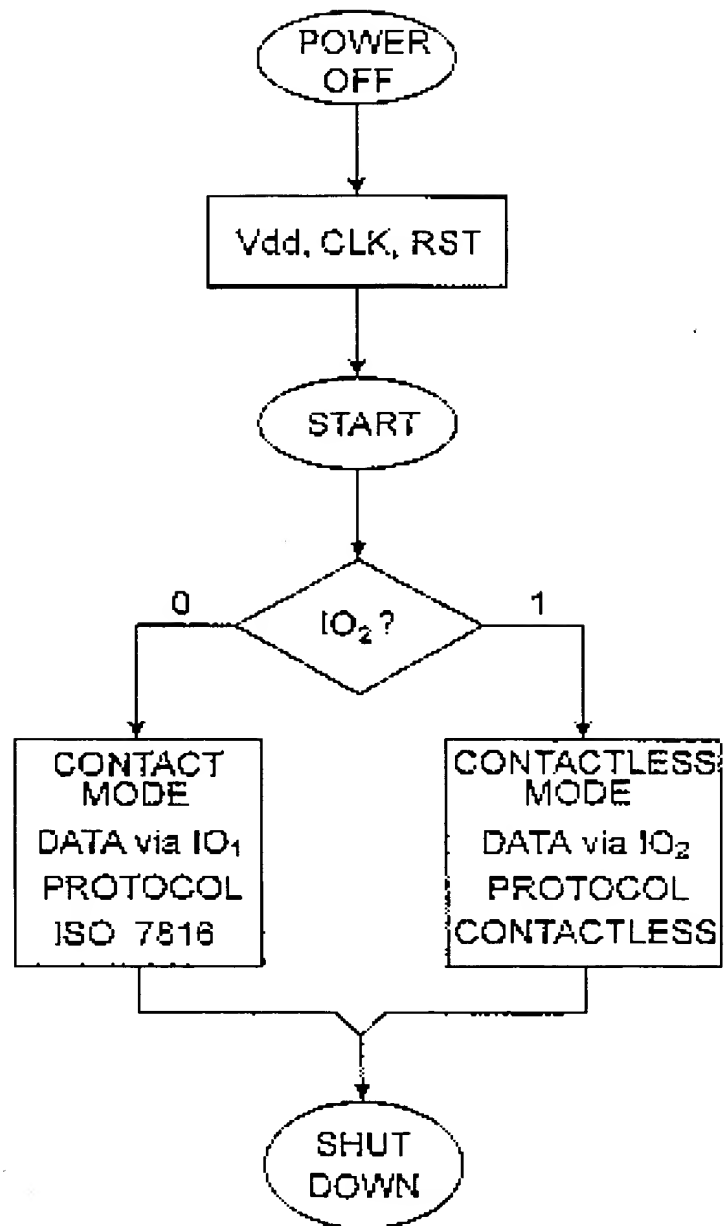 POWER
OFF
Vdd, CLK, RST
START
IO₂?
0
1
CONTACT
MODE
DATA via IO₁
PROTOCOL
ISO 7816
CONTACTLESS
MODE
DATA via IO₂
PROTOCOL
CONTACTLESS
SHUT
DOWN